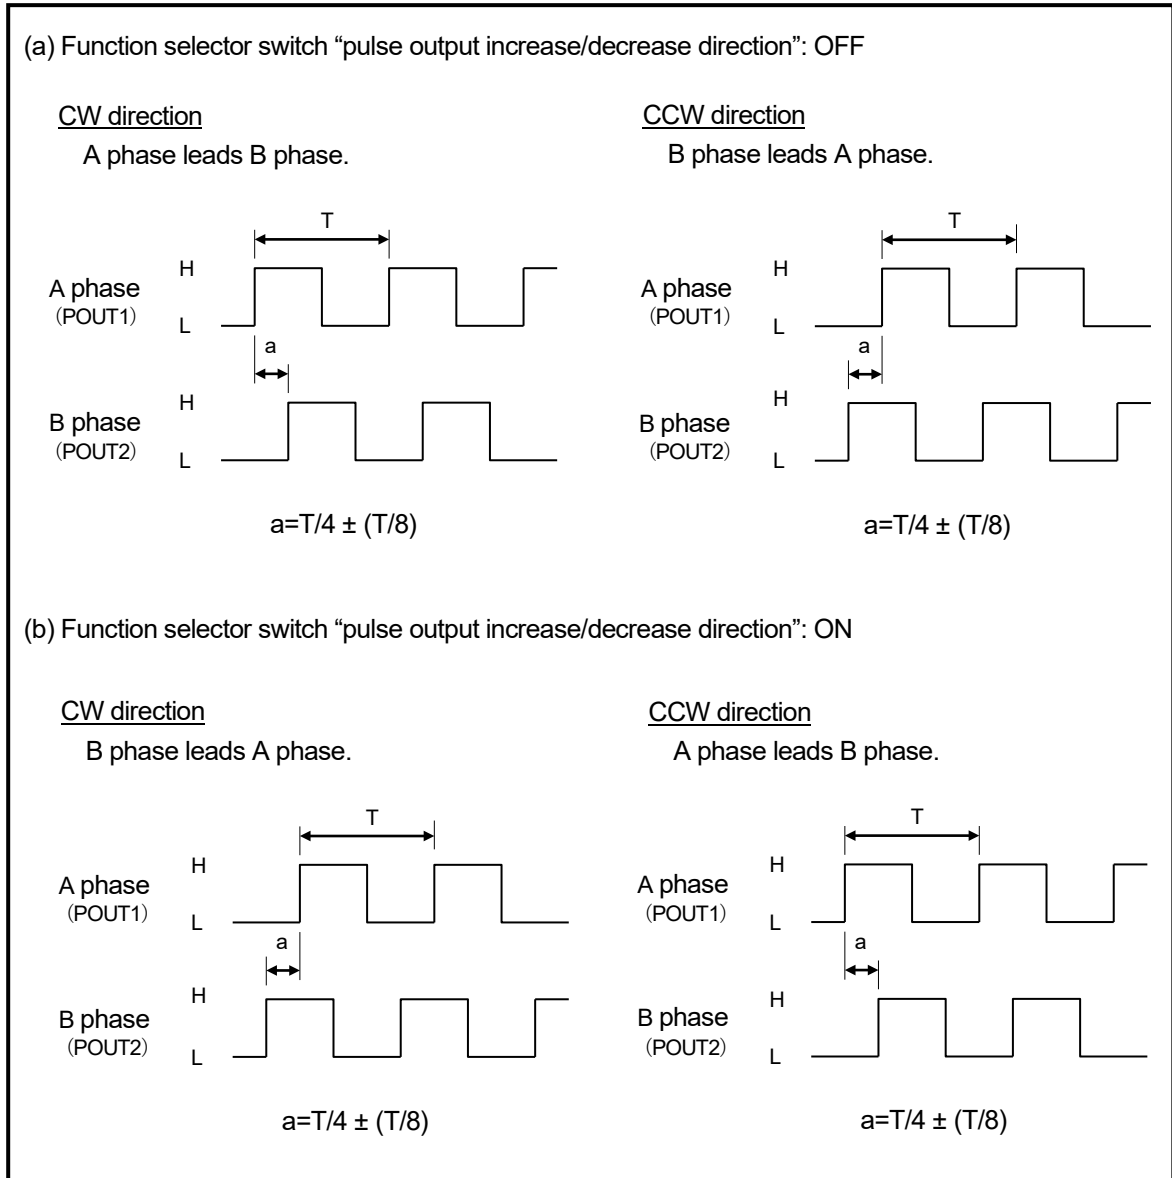 (a) Function selector switch “pulse output increase/decrease direction”: OFF
CW direction
A phase leads B phase.
T
H
A phase
(POUT1)
L
a
H
B phase
(POUT2)
L
a=T/4 ± (T/8)
CCW direction
B phase leads A phase.
T
H
A phase
(POUT1)
L
a
H
B phase
(POUT2)
L
a=T/4 ± (T/8)
(b) Function selector switch “pulse output increase/decrease direction”: ON
CW direction
B phase leads A phase.
T
H
A phase
(POUT1)
L
a
H
B phase
(POUT2)
L
a=T/4 ± (T/8)
CCW direction
A phase leads B phase.
T
H
A phase
(POUT1)
L
a
H
B phase
(POUT2)
L
a=T/4 ± (T/8)